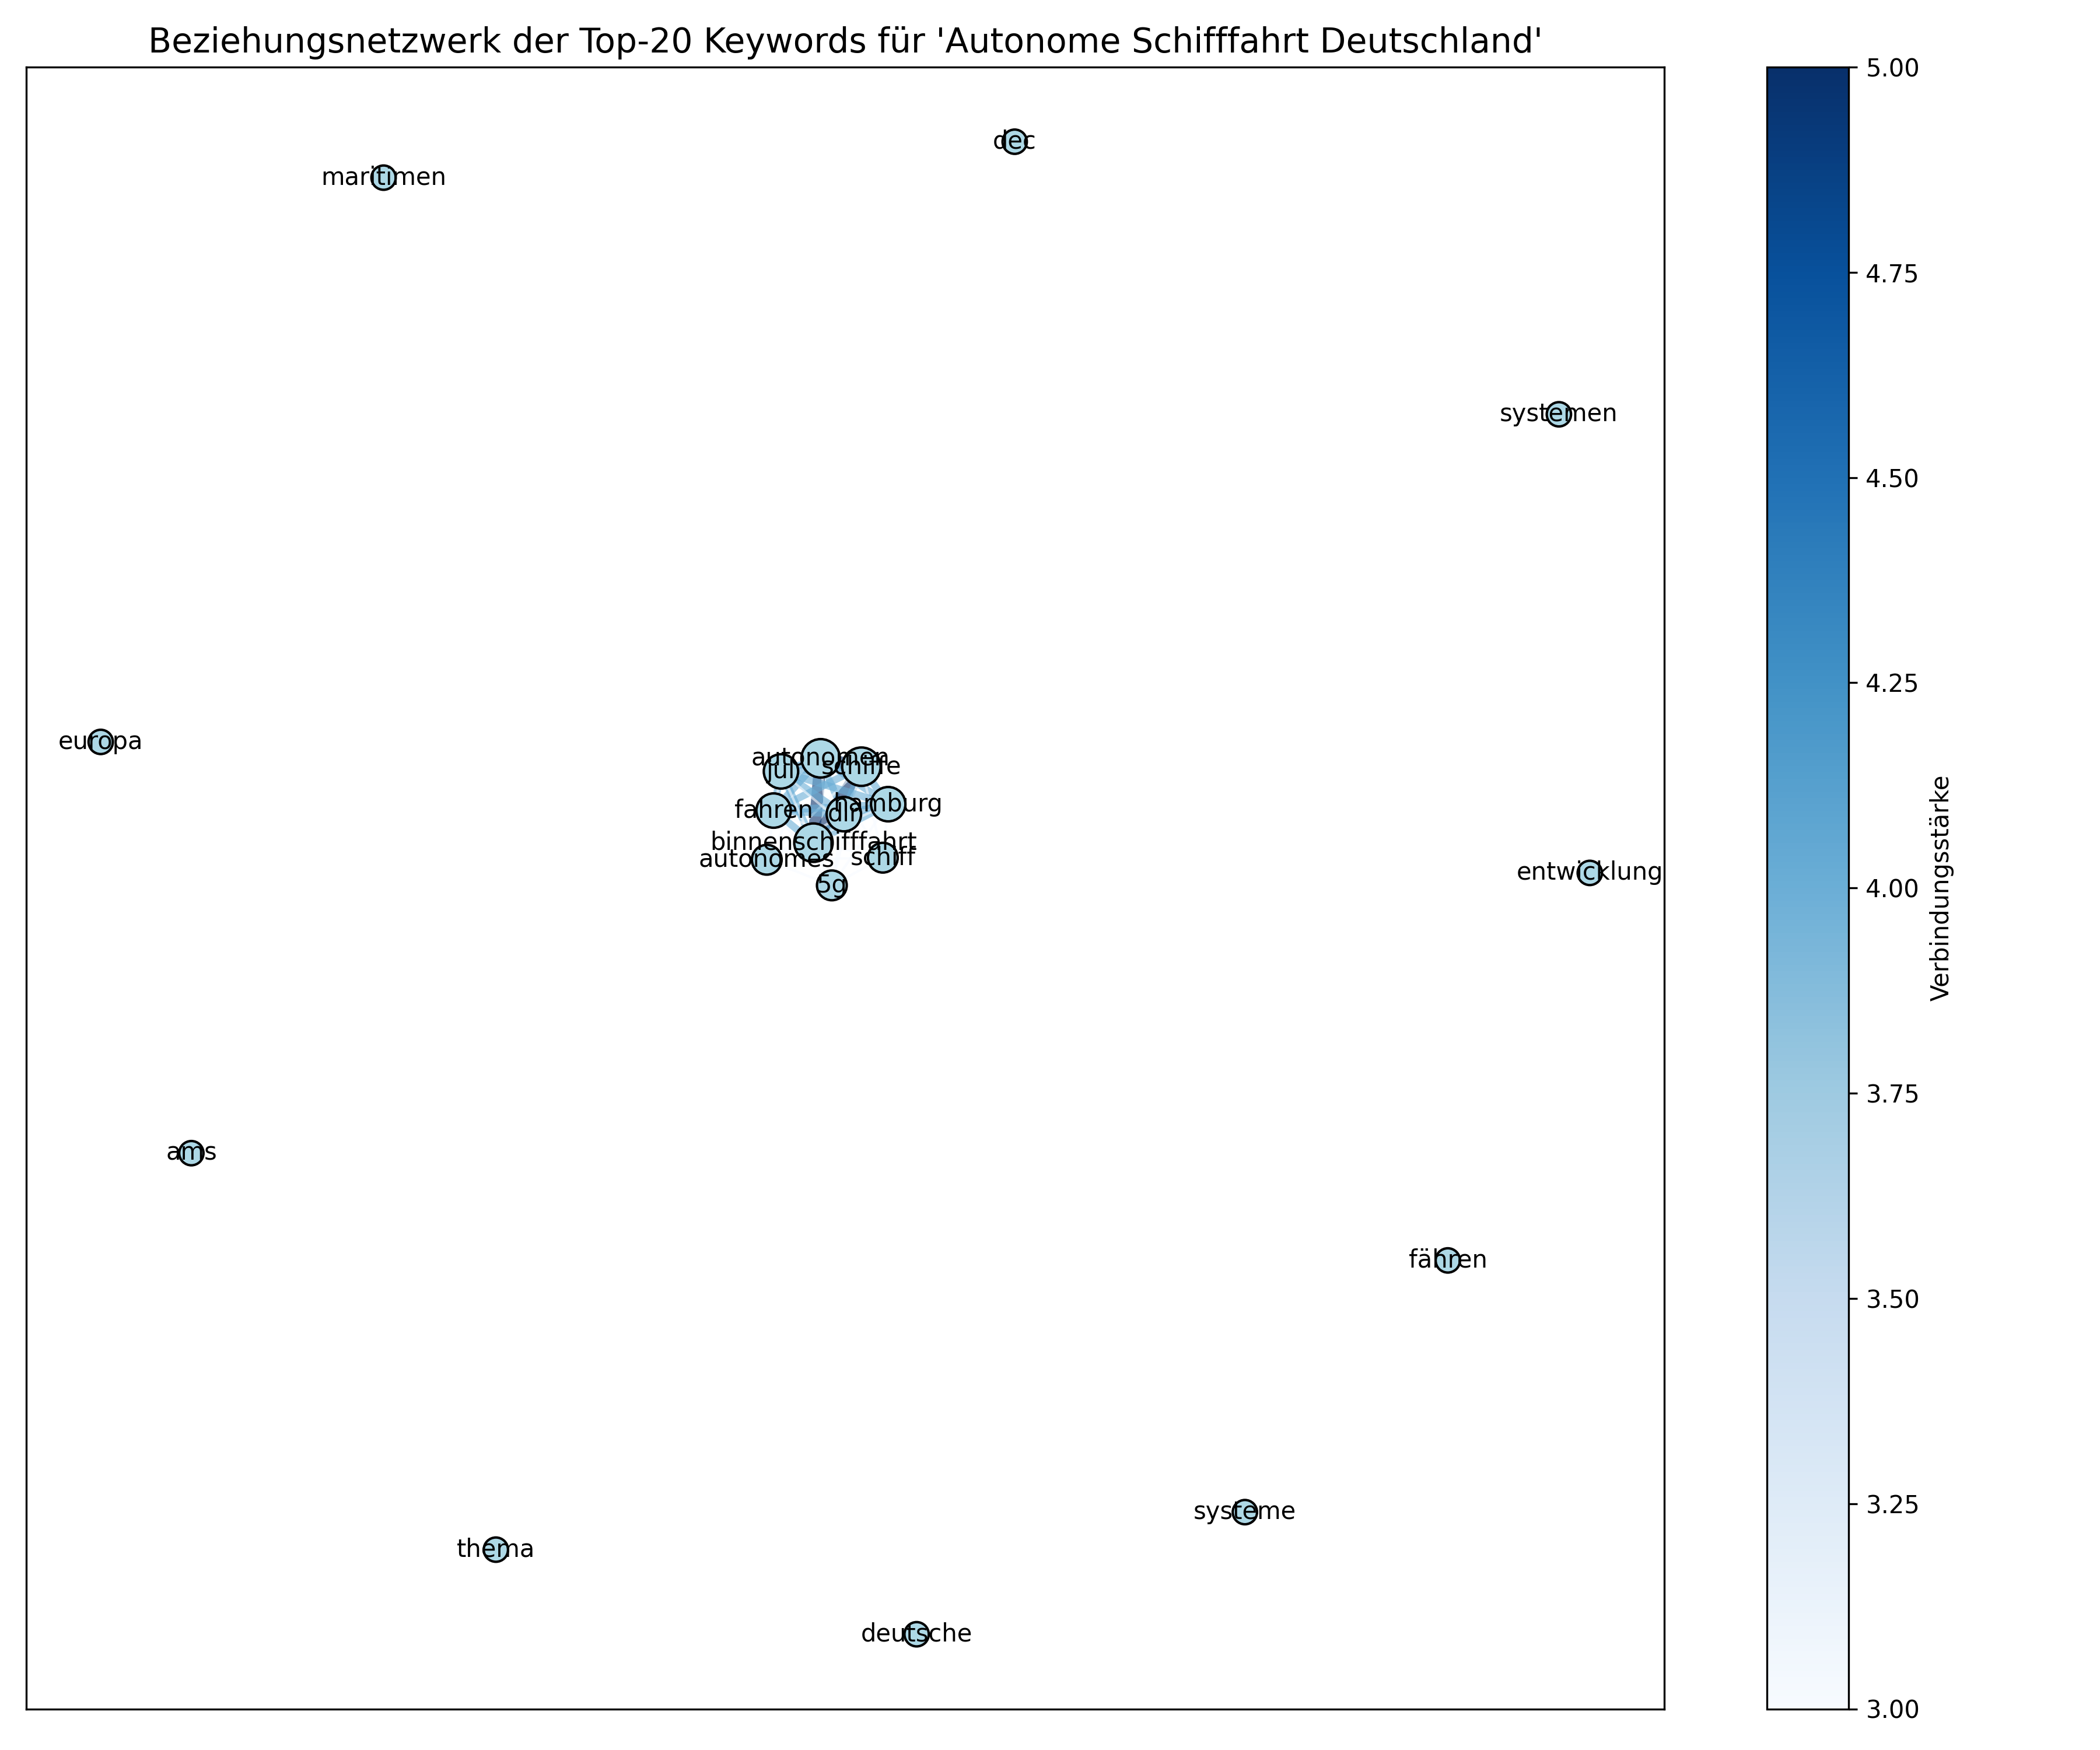 Beziehungsnetzwerk der Top-20 Keywords für 'Autonome Schifffahrt Deutschland'
dec
maritimen
systemen
europa
autonomen
schiffe
jul
hamburg
fahren
dlr
binnenschifffahrt
autonomes
schiff
5g
entwicklung
ams
fähren
systeme
thema
deutsche
5.00
4.75
4.50
4.25
4.00
3.75
3.50
3.25
3.00
Verbindungsstärke